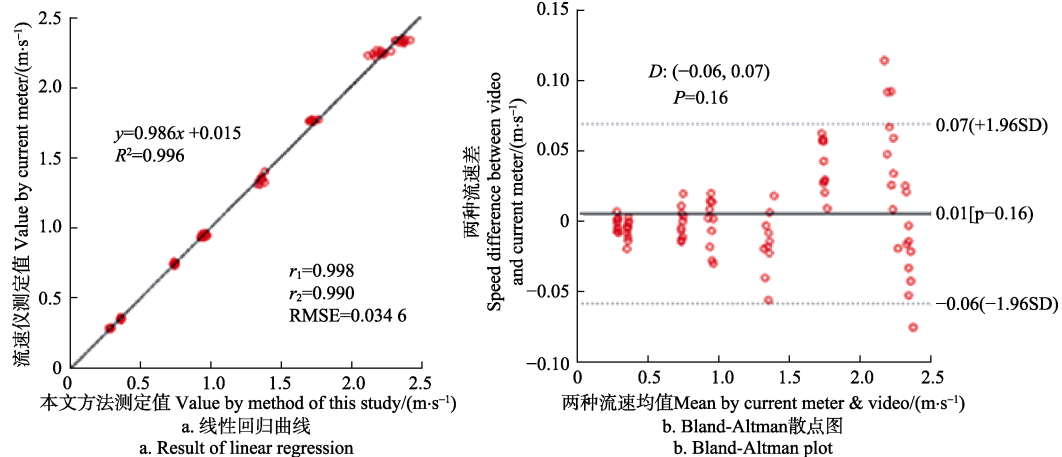 2.5
2.0
1.5
1.0
0.5
0
流速仪测定值 Value by current meter/(m·s⁻¹)
y=0.986x +0.015
R²=0.996
r₁=0.998
r₂=0.990
RMSE=0.034 6
0 0.5 1.0 1.5 2.0 2.5
本文方法测定值 Value by method of this study/(m·s⁻¹)
a. 线性回归曲线
a. Result of linear regression
0.15
0.10
0.05
0
−0.05
−0.10
两种流速差
Speed difference between video
and current meter/(m·s⁻¹)
D: (−0.06, 0.07)
P=0.16
0.07(+1.96SD)
0.01[p−0.16)
−0.06(−1.96SD)
0 0.5 1.0 1.5 2.0 2.5
两种流速均值Mean by current meter & video/(m·s⁻¹)
b. Bland-Altman散点图
b. Bland-Altman plot